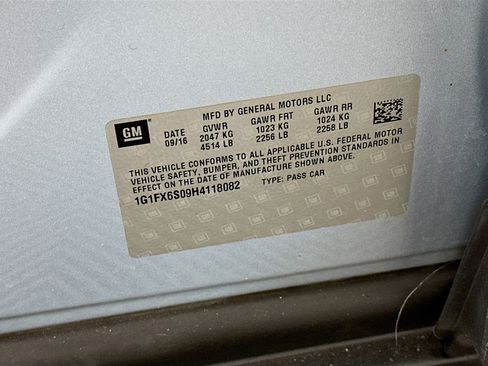 GM
MFD BY GENERAL MOTORS LLC
DATE GVWR GAWR FRT GAWR RR
09/16 2047 KG 1023 KG 1024 KG
4514 LB 2256 LB 2258 LB
THIS VEHICLE CONFORMS TO ALL APPLICABLE U.S. FEDERAL MOTOR
VEHICLE SAFETY, BUMPER, AND THEFT PREVENTION STANDARDS IN
EFFECT ON THE DATE OF MANUFACTURE SHOWN ABOVE.
1G1FX6S09H4118082 TYPE: PASS CAR